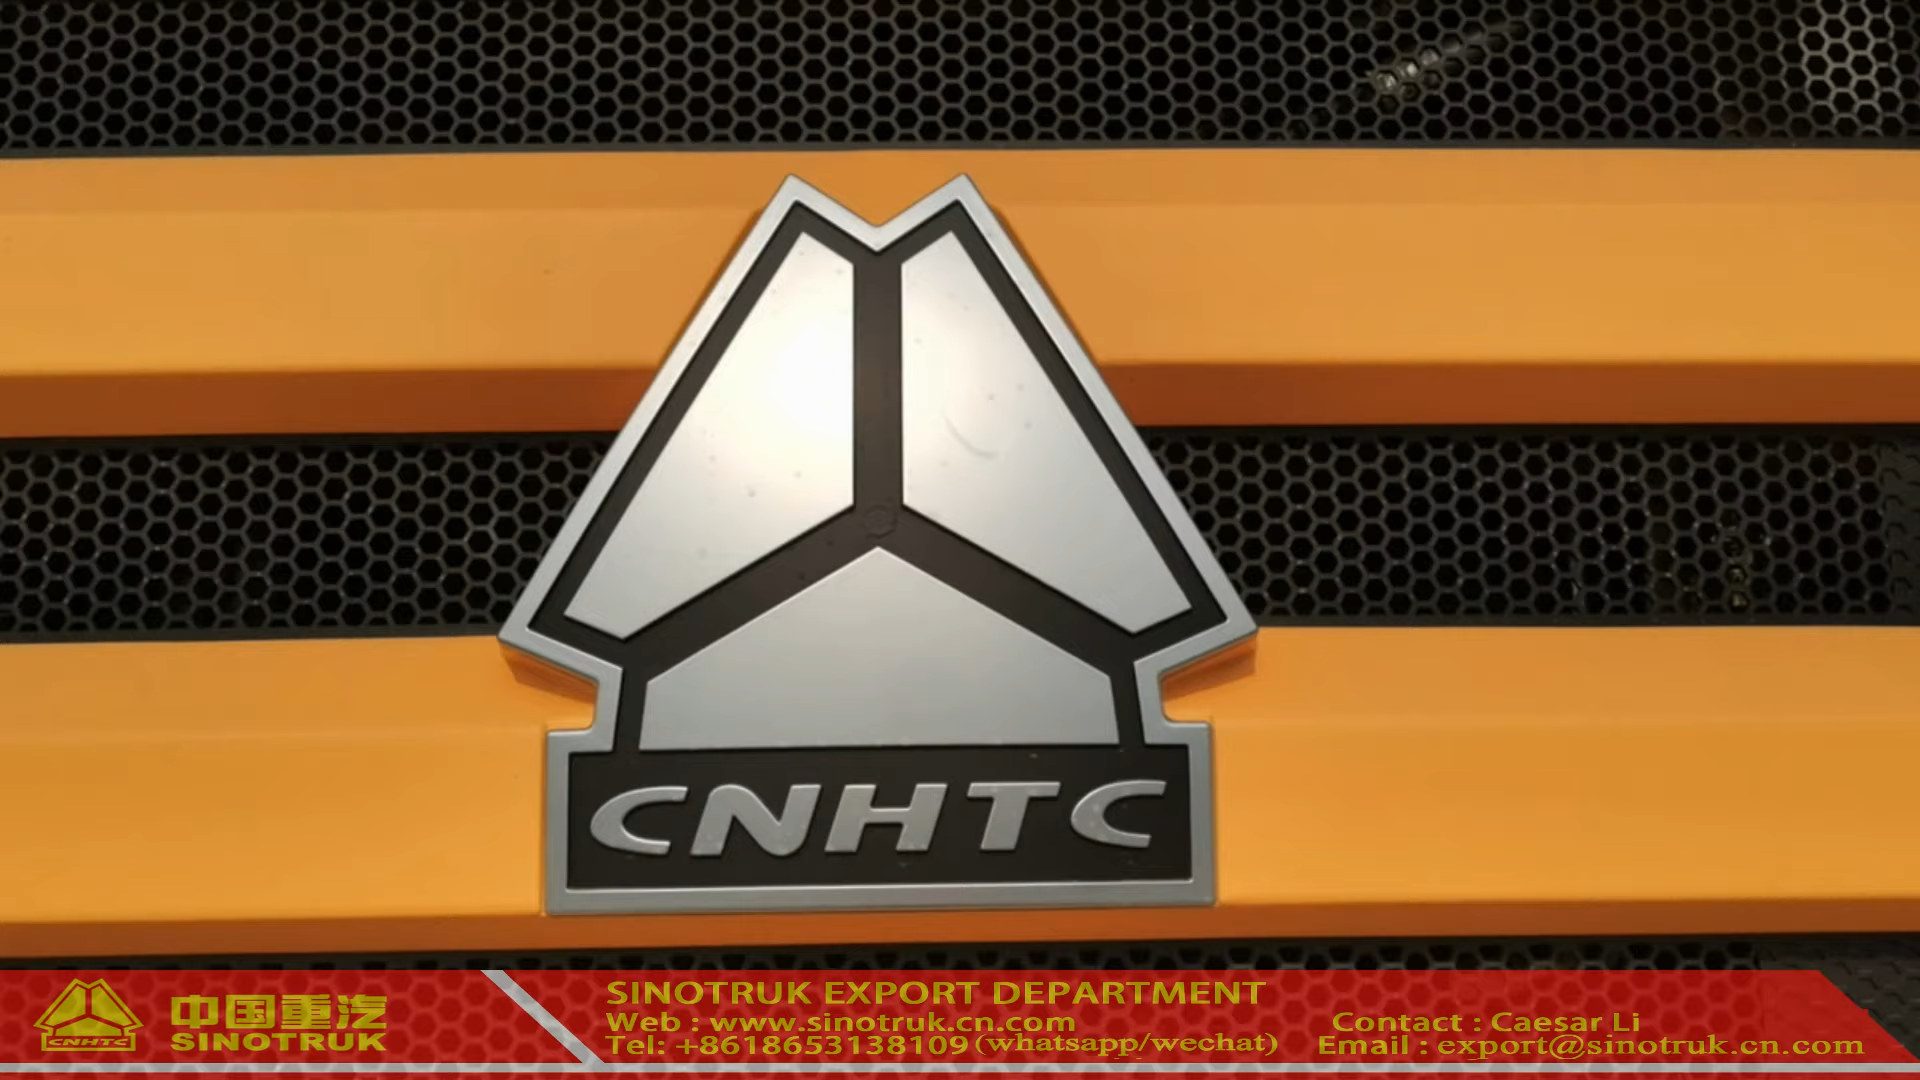 CNHTC
CNHTC
中国重汽
SINOTRUK
SINOTRUK EXPORT DEPARTMENT
Web : www.sinotruk.cn.com
Contact : Caesar Li
Tel: +8618653138109 (whatsapp/wechat)
Email : export@sinotruk.cn.com